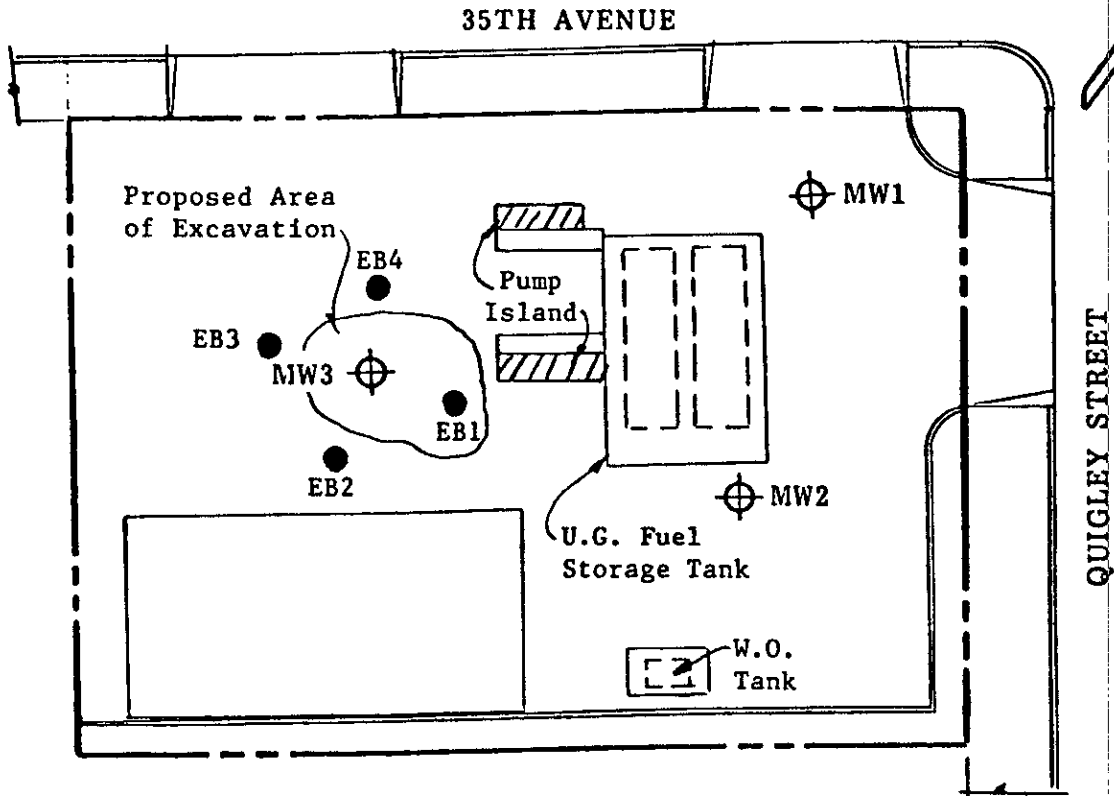 35TH AVENUE
Proposed Area
of Excavation
MW1
EB4
Pump
Island
EB3
MW3
EB1
EB2
MW2
U.G. Fuel
Storage Tank
W.O.
Tank
QUIGLEY STREET